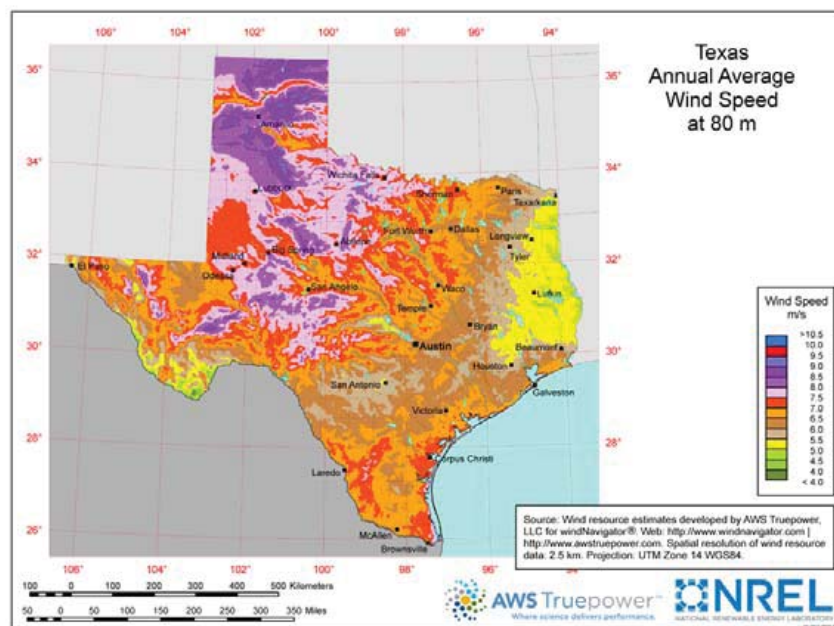 Texas
Annual Average
Wind Speed
at 80 m
106° 104° 102° 100° 98° 96° 94°
36° 36°
34° 34°
32° 32°
30° 30°
28° 28°
26° 26°
106° 104° 102° 100° 98° 96° 94°
Amarillo
Lubbock
Wichita Falls
Sherman
Paris
Texarkana
Fort Worth
Dallas
Longview
Tyler
Abilene
Big Spring
Midland
Odessa
El Paso
San Angelo
Waco
Temple
Lufkin
Bryan
Austin
Beaumont
Houston
San Antonio
Galveston
Victoria
Corpus Christi
Laredo
McAllen
Brownsville
Wind Speed
m/s
>10.5
10.0
9.5
9.0
8.5
8.0
7.5
7.0
6.5
6.0
5.5
5.0
4.5
4.0
< 4.0
Source: Wind resource estimates developed by AWS Truepower,
LLC for windNavigator®. Web: http://www.windnavigator.com |
http://www.awstruepower.com. Spatial resolution of wind resource
data: 2.5 km. Projection: UTM Zone 14 WGS84.
100 0 100 200 300 400 500 Kilometers
50 0 50 100 150 200 250 300 350 Miles
AWS Truepower™
Where science delivers performance.
NREL
NATIONAL RENEWABLE ENERGY LABORATORY